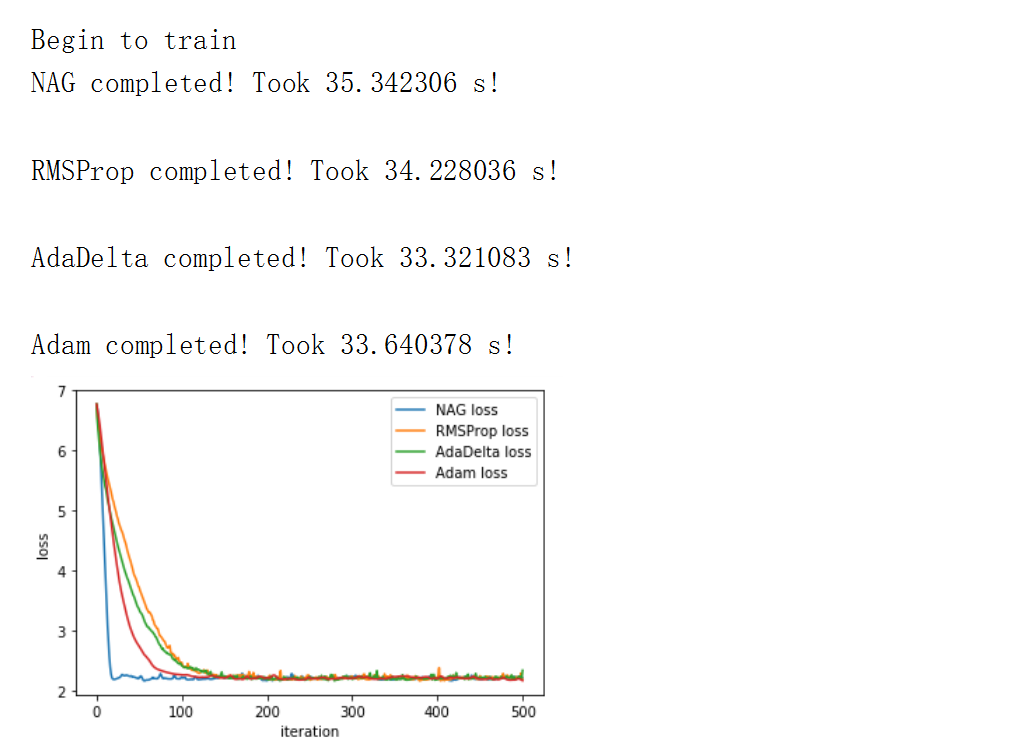 Begin to train
NAG completed! Took 35.342306 s!
RMSProp completed! Took 34.228036 s!
AdaDelta completed! Took 33.321083 s!
Adam completed! Took 33.640378 s!
7
6
5
4
3
2
loss
NAG loss
RMSProp loss
AdaDelta loss
Adam loss
0 100 200 300 400 500
iteration